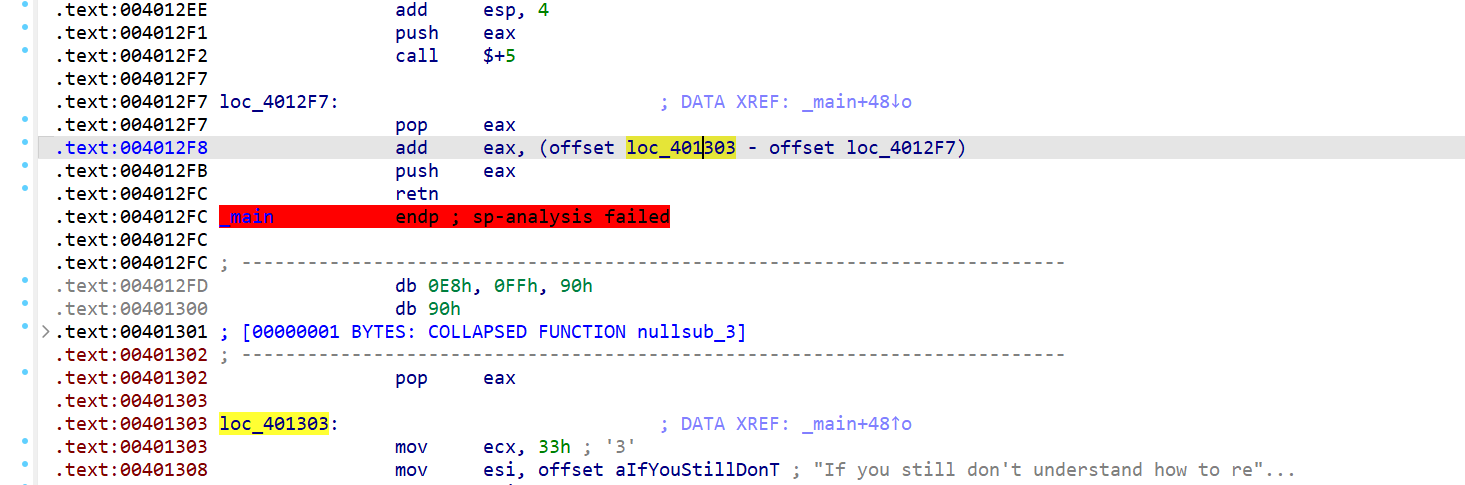 .text:004012EE add esp, 4
.text:004012F1 push eax
.text:004012F2 call $+5
.text:004012F7
.text:004012F7 loc_4012F7: ; DATA XREF: _main+48↓o
.text:004012F7 pop eax
.text:004012F8 add eax, (offset loc_401303 - offset loc_4012F7)
.text:004012FB push eax
.text:004012FC retn
.text:004012FC _main endp ; sp-analysis failed
.text:004012FC
.text:004012FC ; ---------------------------------------------------------------------------
.text:004012FD db 0E8h, 0FFh, 90h
.text:00401300 db 90h
.text:00401301 ; [00000001 BYTES: COLLAPSED FUNCTION nullsub_3]
.text:00401302 ; ---------------------------------------------------------------------------
.text:00401302 pop eax
.text:00401303
.text:00401303 loc_401303: ; DATA XREF: _main+48↑o
.text:00401303 mov ecx, 33h ; '3'
.text:00401308 mov esi, offset aIfYouStillDonT ; "If you still don't understand how to re"...